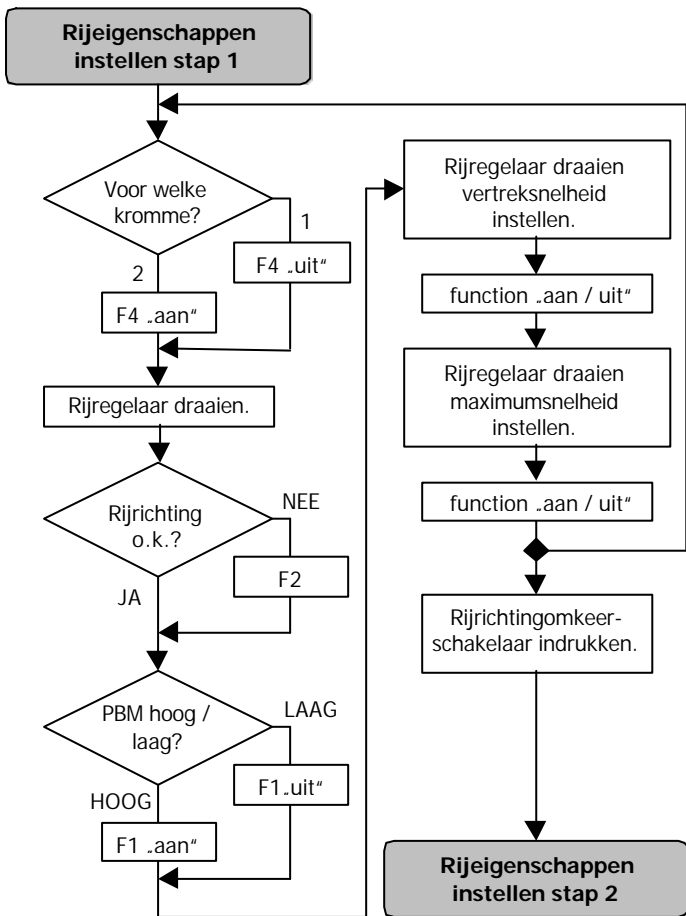 Rijeigenschappen
instellen stap 1
Voor welke
kromme?
1
F4 „uit“
2
F4 „aan“
Rijregelaar draaien.
Rijrichting
o.k.?
NEE
F2
JA
PBM hoog /
laag?
LAAG
F1„uit“
HOOG
F1 „aan“
Rijregelaar draaien
vertreksnelheid
instellen.
function „aan / uit“
Rijregelaar draaien
maximumsnelheid
instellen.
function „aan / uit“
Rijrichtingomkeer-
schakelaar indrukken.
Rijeigenschappen
instellen stap 2